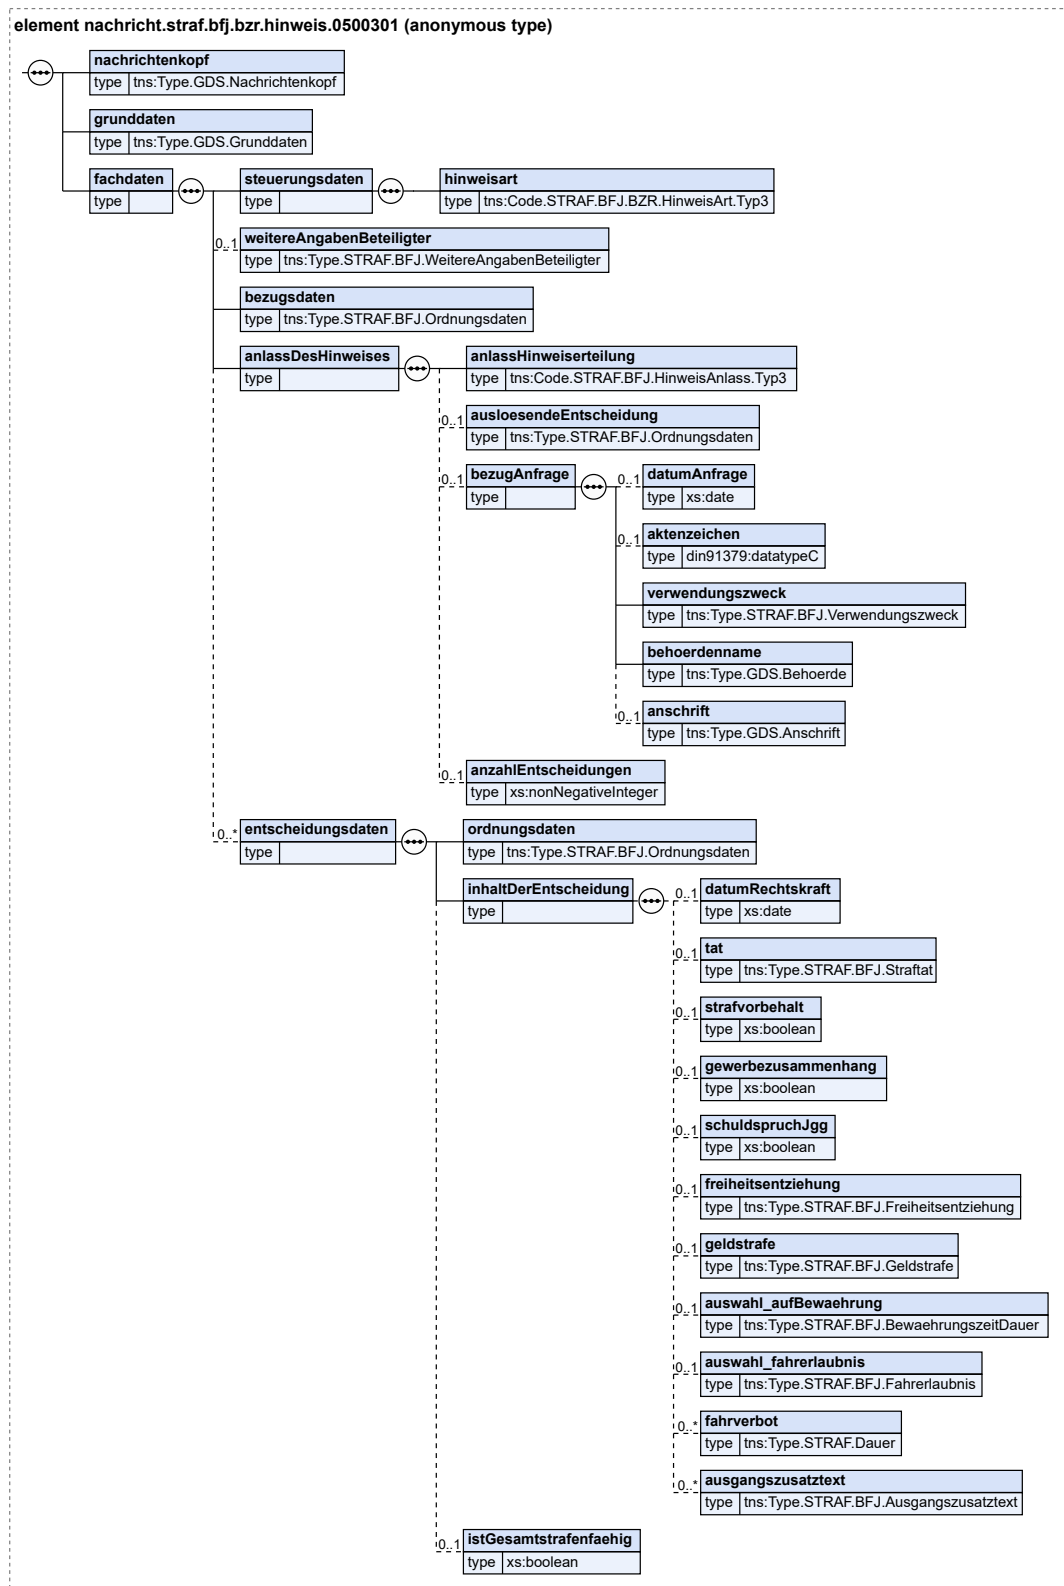 element nachricht.straf.bfj.bzr.hinweis.0500301 (anonymous type)
nachrichtenkopf
type tns:Type.GDS.Nachrichtenkopf
grunddaten
type tns:Type.GDS.Grunddaten
fachdaten
type
steuerungsdaten
type
hinweisart
type tns:Code.STRAF.BFJ.BZR.HinweisArt.Typ3
0..1
weitereAngabenBeteiligter
type tns:Type.STRAF.BFJ.WeitereAngabenBeteiligter
bezugsdaten
type tns:Type.STRAF.BFJ.Ordnungsdaten
anlassDesHinweises
type
anlassHinweiserteilung
type tns:Code.STRAF.BFJ.HinweisAnlass.Typ3
0..1
ausloesendeEntscheidung
type tns:Type.STRAF.BFJ.Ordnungsdaten
0..1
bezugAnfrage
type
0..1
datumAnfrage
type xs:date
0..1
aktenzeichen
type din91379:datatypeC
verwendungszweck
type tns:Type.STRAF.BFJ.Verwendungszweck
behoerdenname
type tns:Type.GDS.Behoerde
0..1
anschrift
type tns:Type.GDS.Anschrift
0..1
anzahlEntscheidungen
type xs:nonNegativeInteger
0..*
entscheidungsdaten
type
ordnungsdaten
type tns:Type.STRAF.BFJ.Ordnungsdaten
inhaltDerEntscheidung
type
0..1
datumRechtskraft
type xs:date
0..1
tat
type tns:Type.STRAF.BFJ.Straftat
0..1
strafvorbehalt
type xs:boolean
0..1
gewerbezusammenhang
type xs:boolean
0..1
schuldspruchJgg
type xs:boolean
0..1
freiheitsentziehung
type tns:Type.STRAF.BFJ.Freiheitsentziehung
0..1
geldstrafe
type tns:Type.STRAF.BFJ.Geldstrafe
0..1
auswahl_aufBewaehrung
type tns:Type.STRAF.BFJ.BewaehrungszeitDauer
0..1
auswahl_fahrerlaubnis
type tns:Type.STRAF.BFJ.Fahrerlaubnis
0..*
fahrverbot
type tns:Type.STRAF.Dauer
0..*
ausgangszusatztext
type tns:Type.STRAF.BFJ.Ausgangszusatztext
0..1
istGesamtstrafenfaehig
type xs:boolean